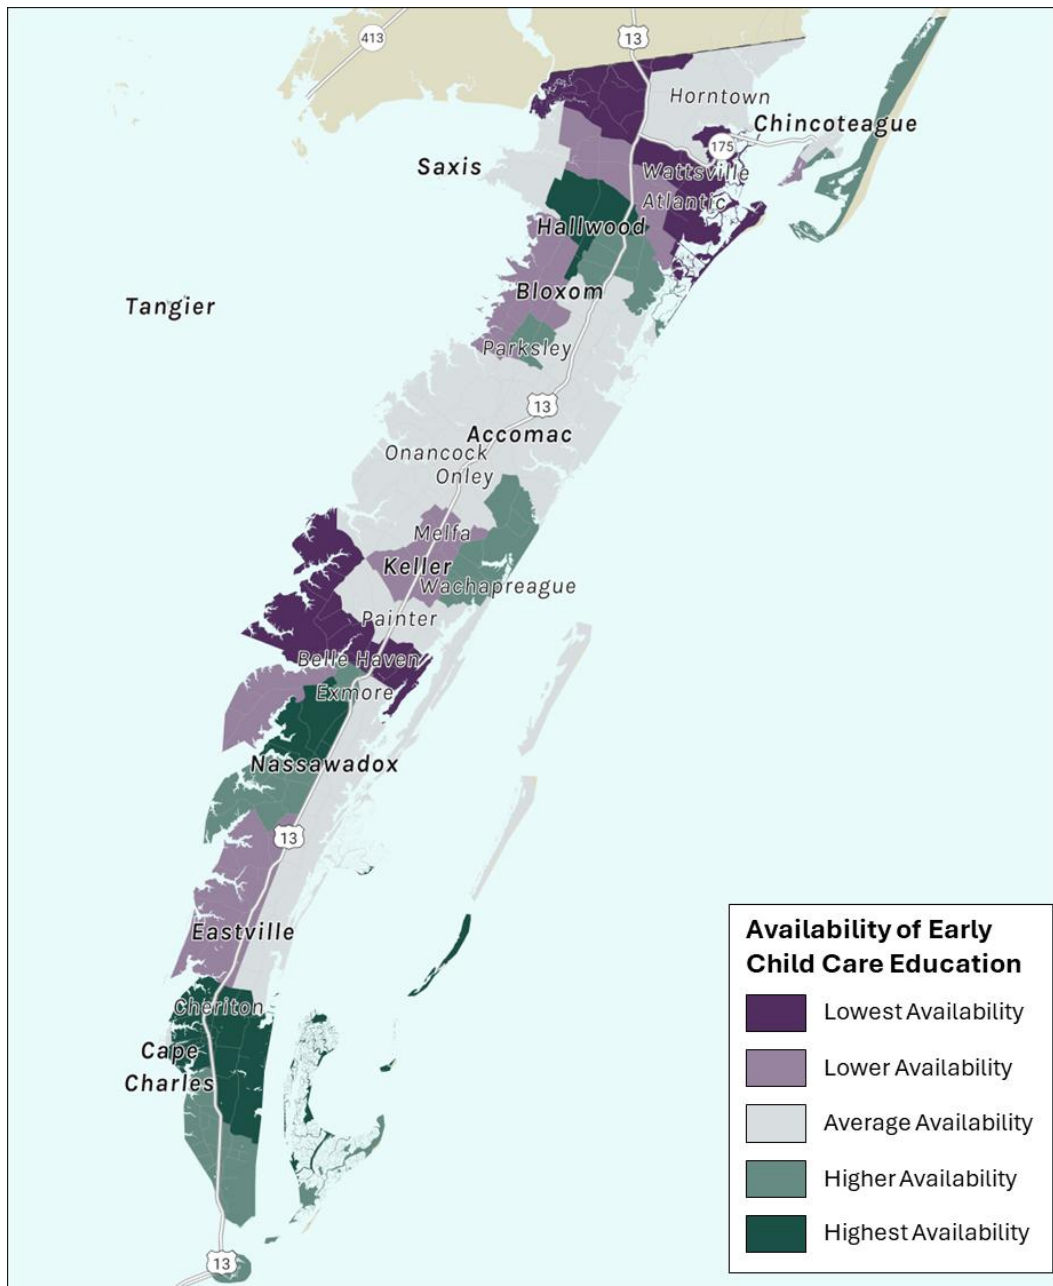 413
13
Horntown
Chincoteague
175
Saxis
Wattsville
Atlantic
Hallwood
Bloxom
Tangier
Parksley
13
Accomac
Onancock
Onley
Melfa
Keller
Wachapreague
Painter
Belle Haven
Exmore
Nassawadox
13
Eastville
Cheriton
Cape
Charles
13
Availability of Early
Child Care Education
Lowest Availability
Lower Availability
Average Availability
Higher Availability
Highest Availability